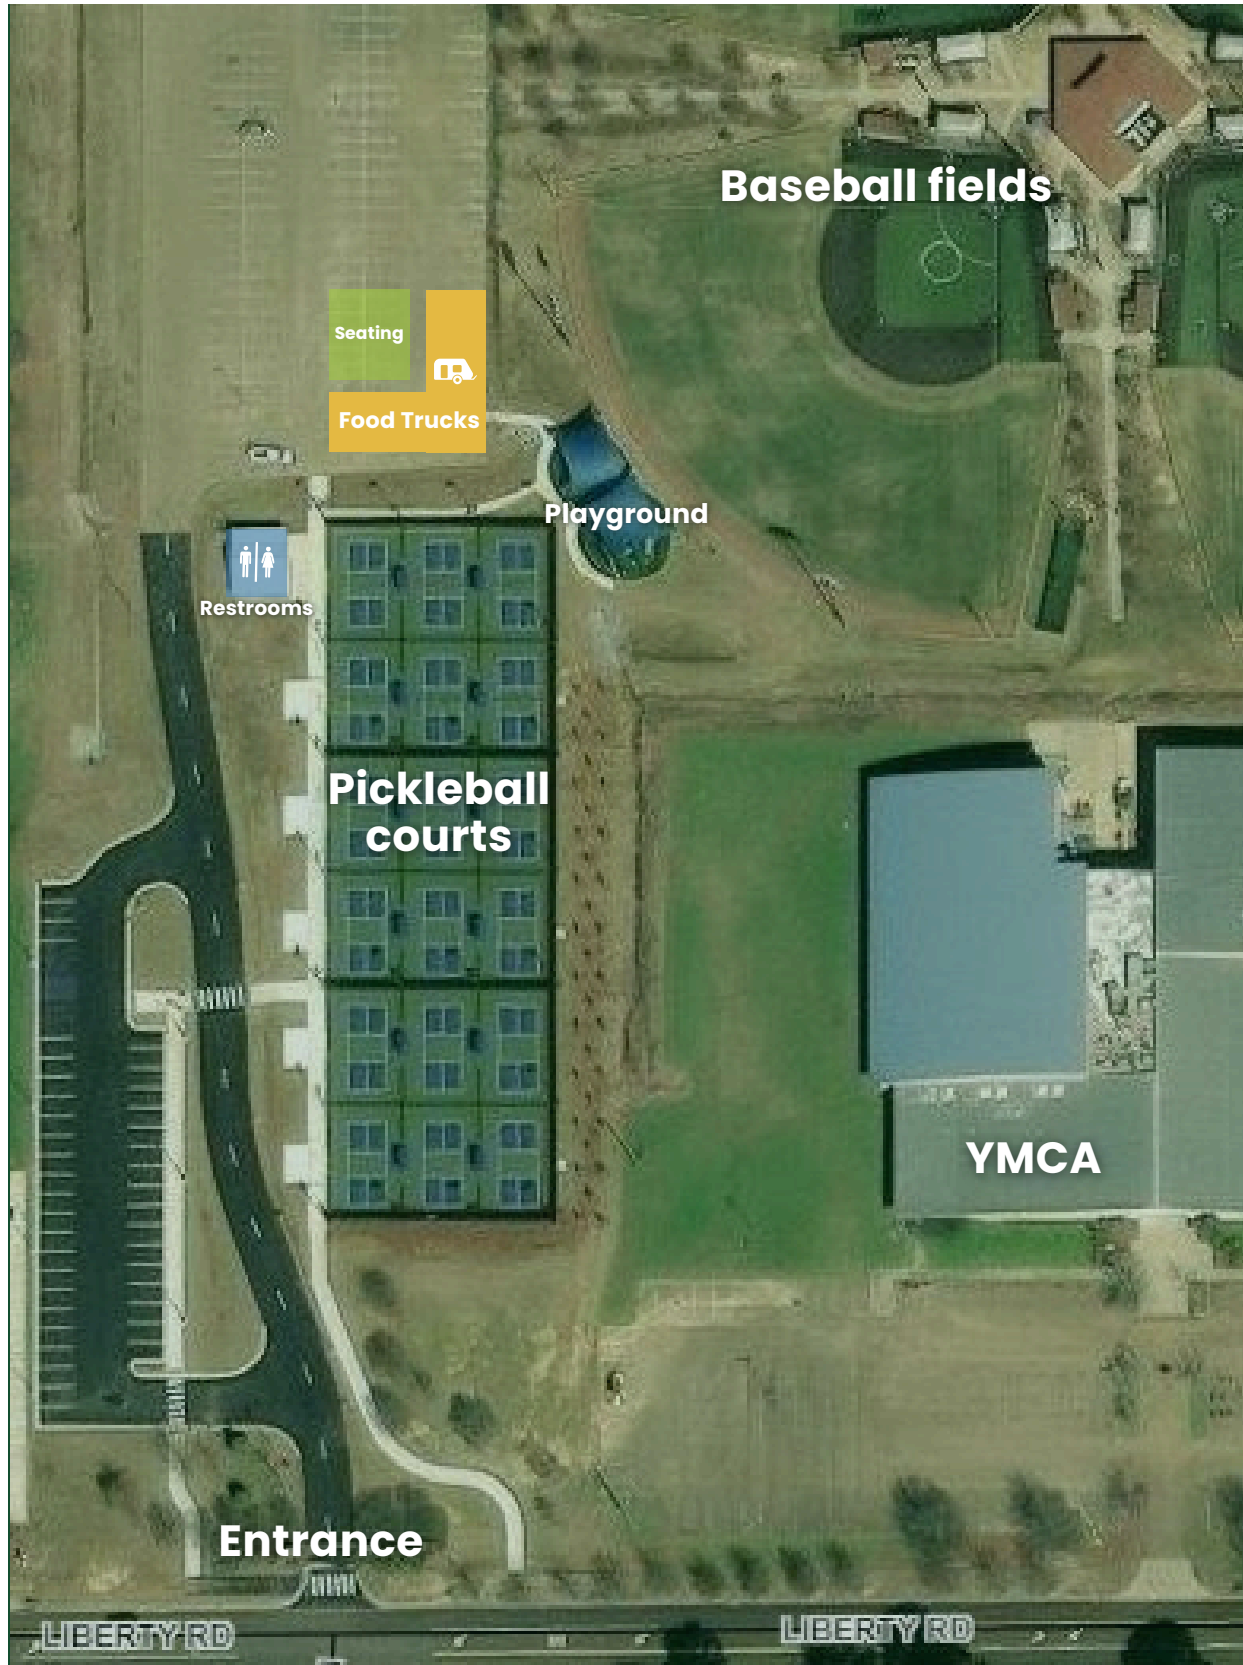 Baseball fields
Seating
Food Trucks
Playground
Restrooms
Pickleball
courts
YMCA
Entrance
LIBERTY RD
LIBERTY RD